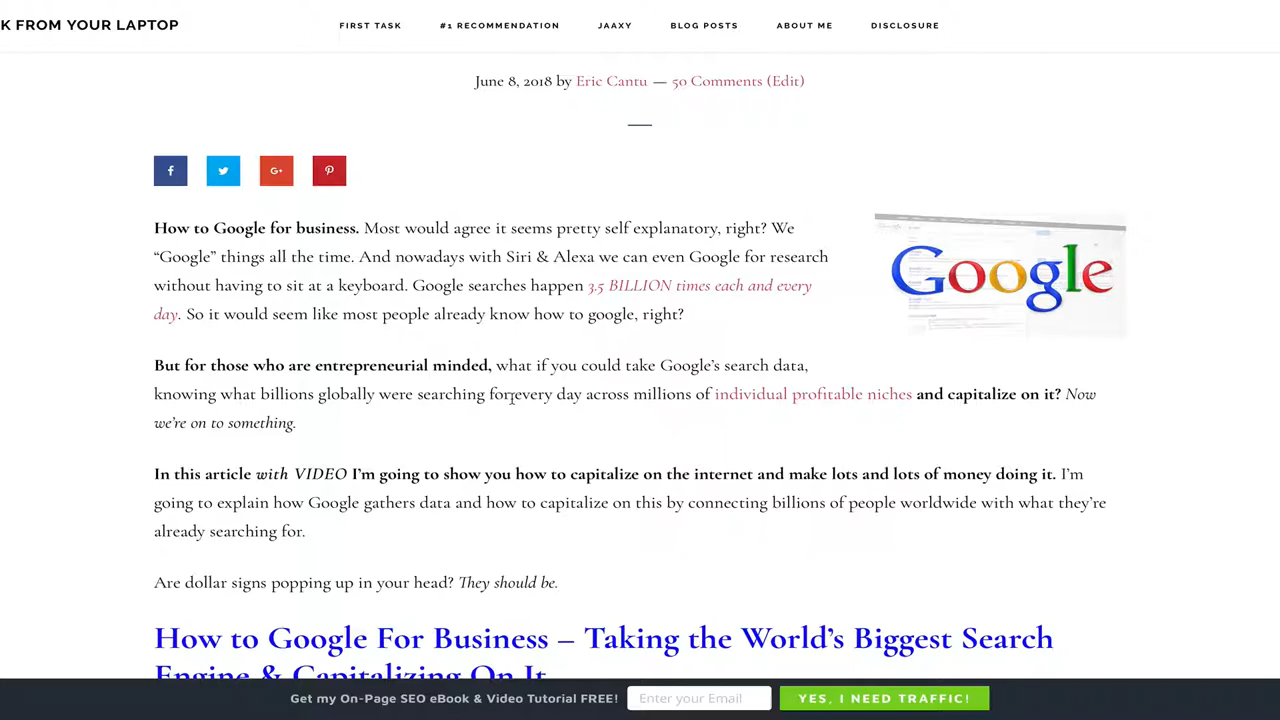 K FROM YOUR LAPTOP
FIRST TASK
#1 RECOMMENDATION
JAAXY
BLOG POSTS
ABOUT ME
DISCLOSURE
June 8, 2018 by Eric Cantu — 50 Comments (Edit)
f
G+
How to Google for business. Most would agree it seems pretty self explanatory, right? We
“Google” things all the time. And nowadays with Siri & Alexa we can even Google for research
without having to sit at a keyboard. Google searches happen 3.5 BILLION times each and every
day. So it would seem like most people already know how to google, right?
Google
But for those who are entrepreneurial minded, what if you could take Google’s search data,
knowing what billions globally were searching for every day across millions of individual profitable niches and capitalize on it? Now
we’re on to something.
In this article with VIDEO I’m going to show you how to capitalize on the internet and make lots and lots of money doing it. I’m
going to explain how Google gathers data and how to capitalize on this by connecting billions of people worldwide with what they’re
already searching for.
Are dollar signs popping up in your head? They should be.
How to Google For Business – Taking the World’s Biggest Search
Engine & Capitalizing On It
Get my On-Page SEO eBook & Video Tutorial FREE!
Enter your Email
YES, I NEED TRAFFIC!